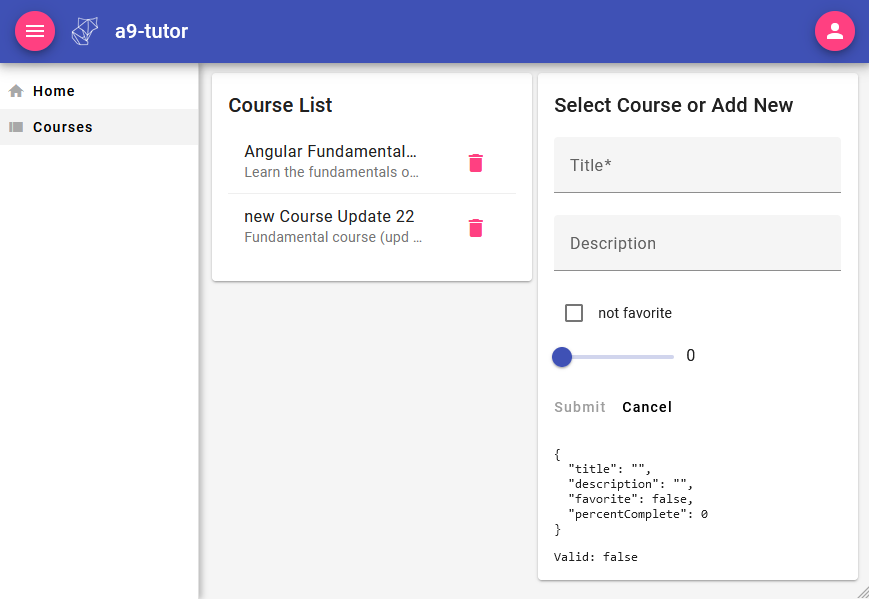 a9-tutor
Home
Courses
Course List
Angular Fundamental…
Learn the fundamentals o…
new Course Update 22
Fundamental course (upd …
Select Course or Add New
Title*
Description
not favorite
0
Submit Cancel
{
  "title": "",
  "description": "",
  "favorite": false,
  "percentComplete": 0
}
Valid: false